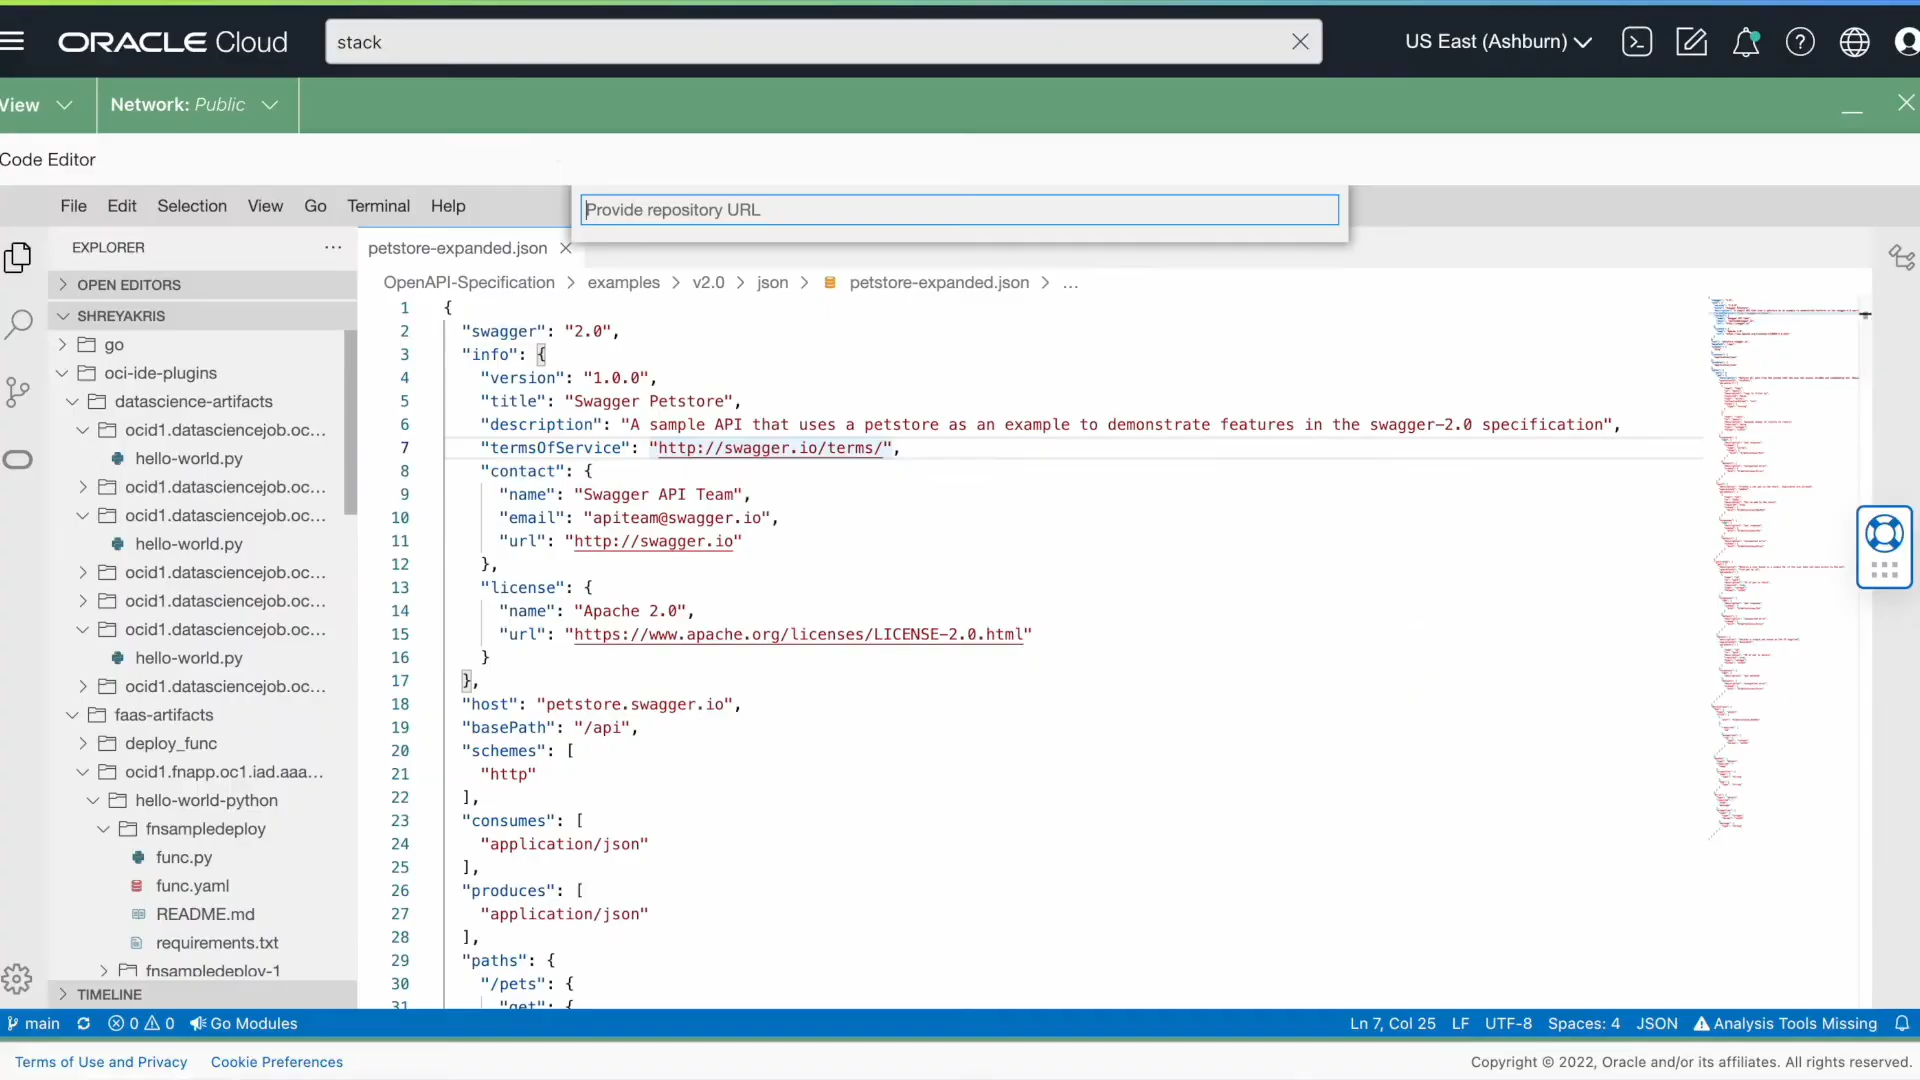 ORACLE Cloud
stack
US East (Ashburn)
View
Network: Public
Code Editor
File Edit Selection View Go Terminal Help
Provide repository URL
EXPLORER
petstore-expanded.json
OPEN EDITORS
OpenAPI-Specification > examples > v2.0 > json > petstore-expanded.json > ...
SHREYAKRIS
go
oci-ide-plugins
datascience-artifacts
ocid1.datasciencejob.oc...
hello-world.py
ocid1.datasciencejob.oc...
ocid1.datasciencejob.oc...
hello-world.py
ocid1.datasciencejob.oc...
ocid1.datasciencejob.oc...
ocid1.datasciencejob.oc...
hello-world.py
ocid1.datasciencejob.oc...
faas-artifacts
deploy_func
ocid1.fnapp.oc1.iad.aaa...
hello-world-python
fnsampledeploy
func.py
func.yaml
README.md
requirements.txt
fnsampledeploy-1
TIMELINE
1 {
2 "swagger": "2.0",
3 "info": {
4 "version": "1.0.0",
5 "title": "Swagger Petstore",
6 "description": "A sample API that uses a petstore as an example to demonstrate features in the swagger-2.0 specification",
7 "termsOfService": "http://swagger.io/terms/",
8 "contact": {
9 "name": "Swagger API Team",
10 "email": "apiteam@swagger.io",
11 "url": "http://swagger.io"
12 },
13 "license": {
14 "name": "Apache 2.0",
15 "url": "https://www.apache.org/licenses/LICENSE-2.0.html"
16 }
17 },
18 "host": "petstore.swagger.io",
19 "basePath": "/api",
20 "schemes": [
21 "http"
22 ],
23 "consumes": [
24 "application/json"
25 ],
26 "produces": [
27 "application/json"
28 ],
29 "paths": {
30 "/pets": {
31 "get": {
main 0 0 Go Modules
Ln 7, Col 25 LF UTF-8 Spaces: 4 JSON Analysis Tools Missing
Terms of Use and Privacy Cookie Preferences
Copyright © 2022, Oracle and/or its affiliates. All rights reserved.